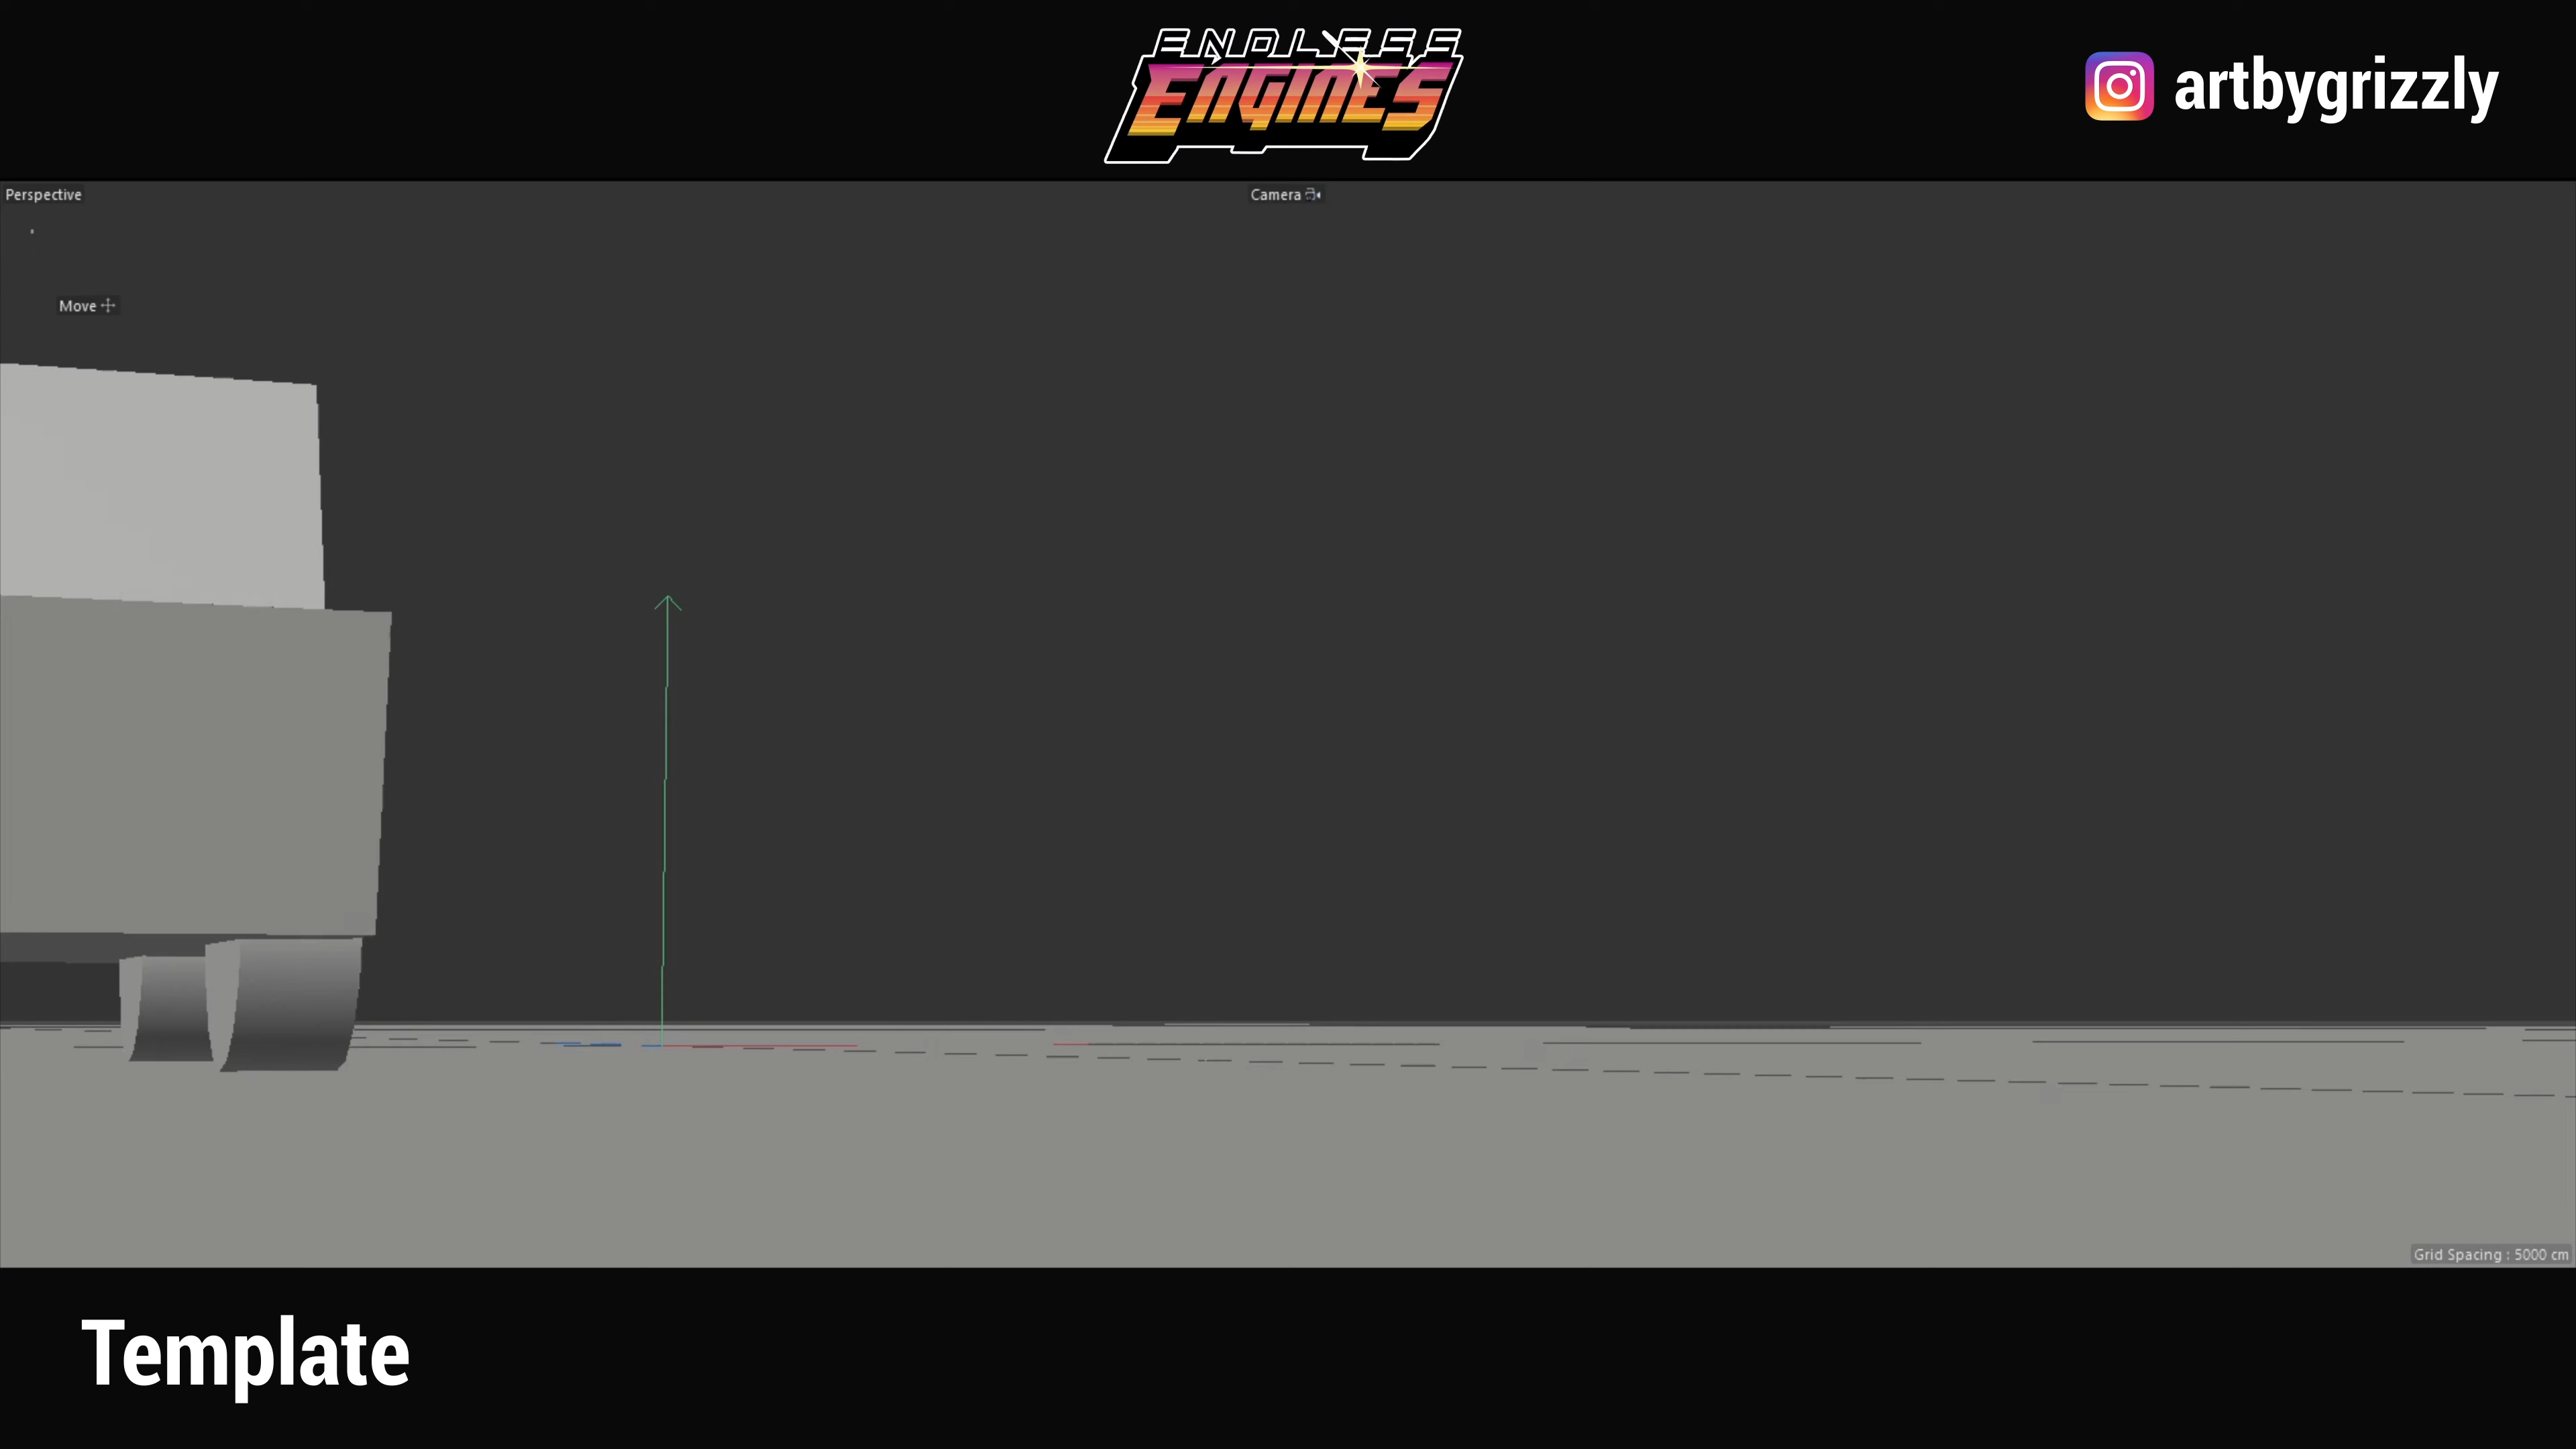 ENDLESS
ENGINES
artbygrizzly
Perspective
Camera
Move
Grid Spacing : 5000 cm
Template